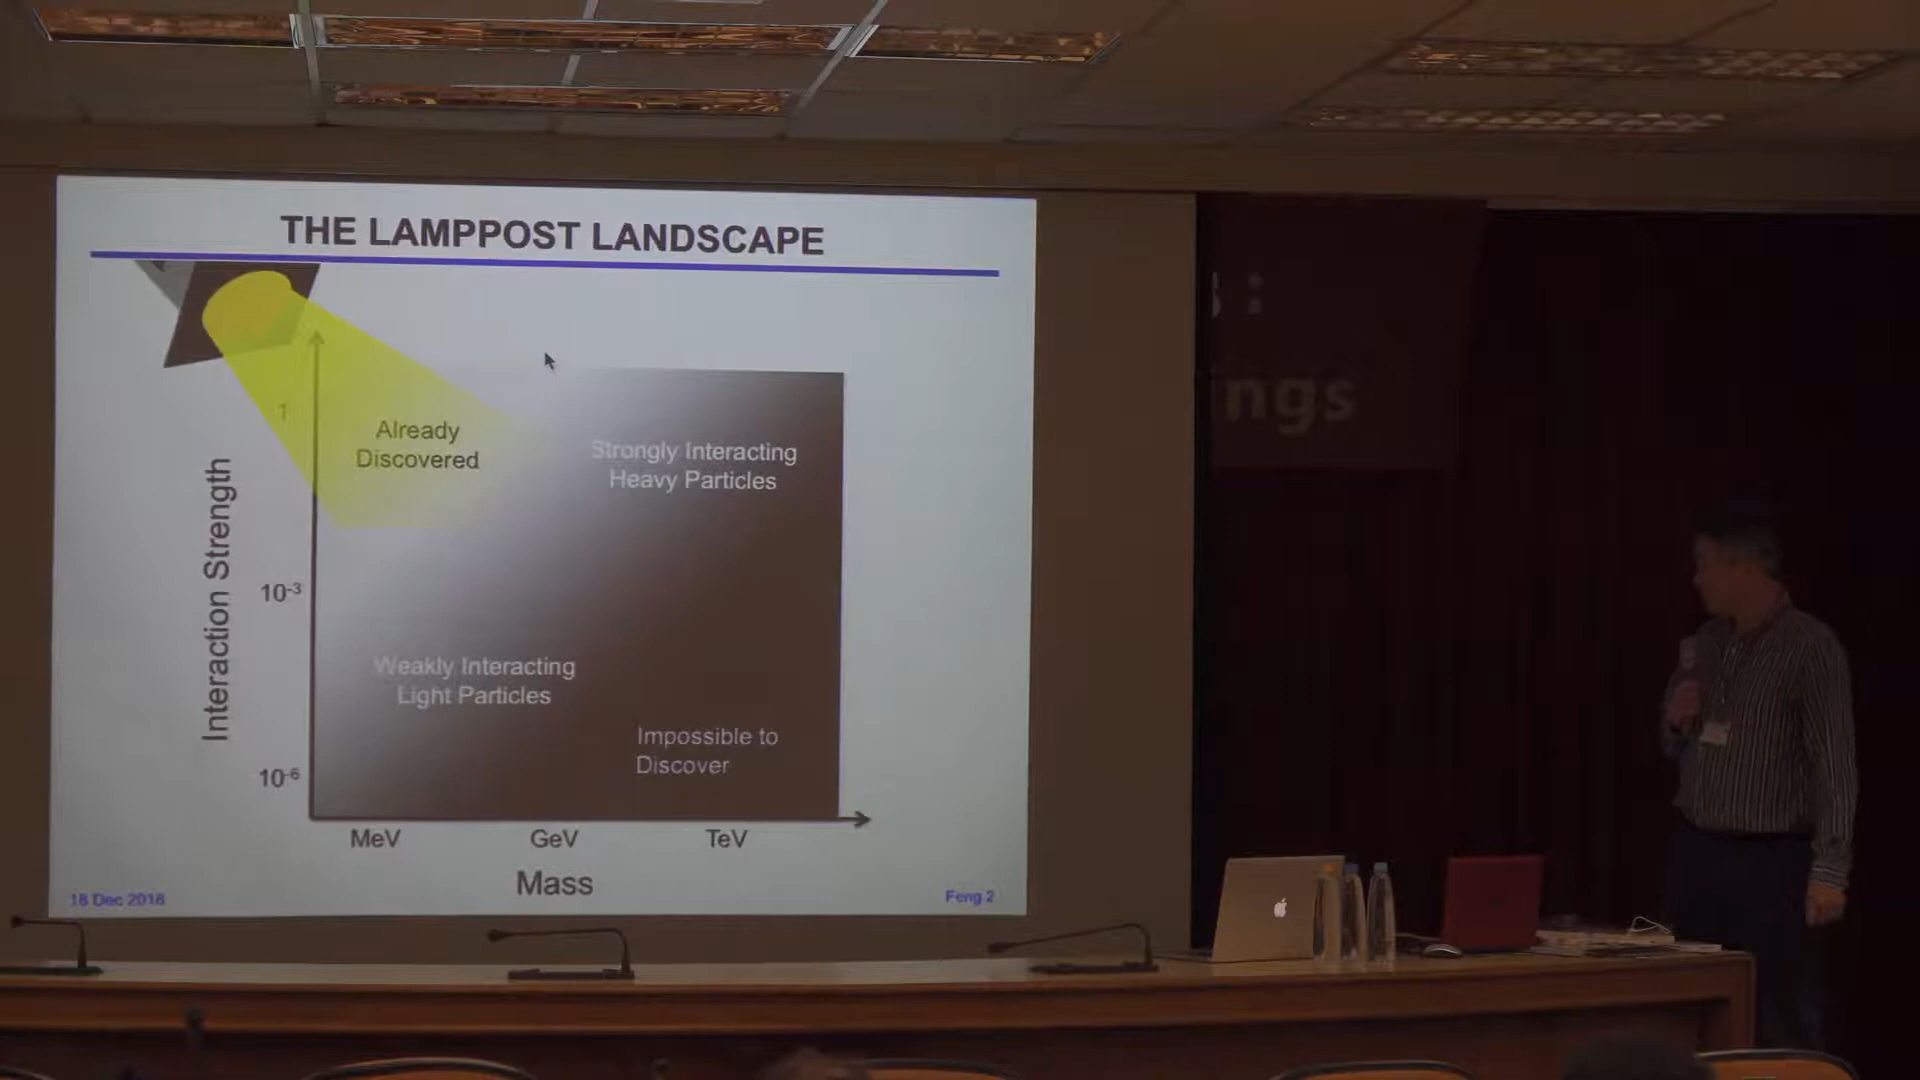 THE LAMPPOST LANDSCAPE
1
Already
Discovered
Strongly Interacting
Heavy Particles
Interaction Strength
10-3
Weakly Interacting
Light Particles
Impossible to
Discover
10-6
MeV GeV TeV
Mass
18 Dec 2018
Feng 2
ngs